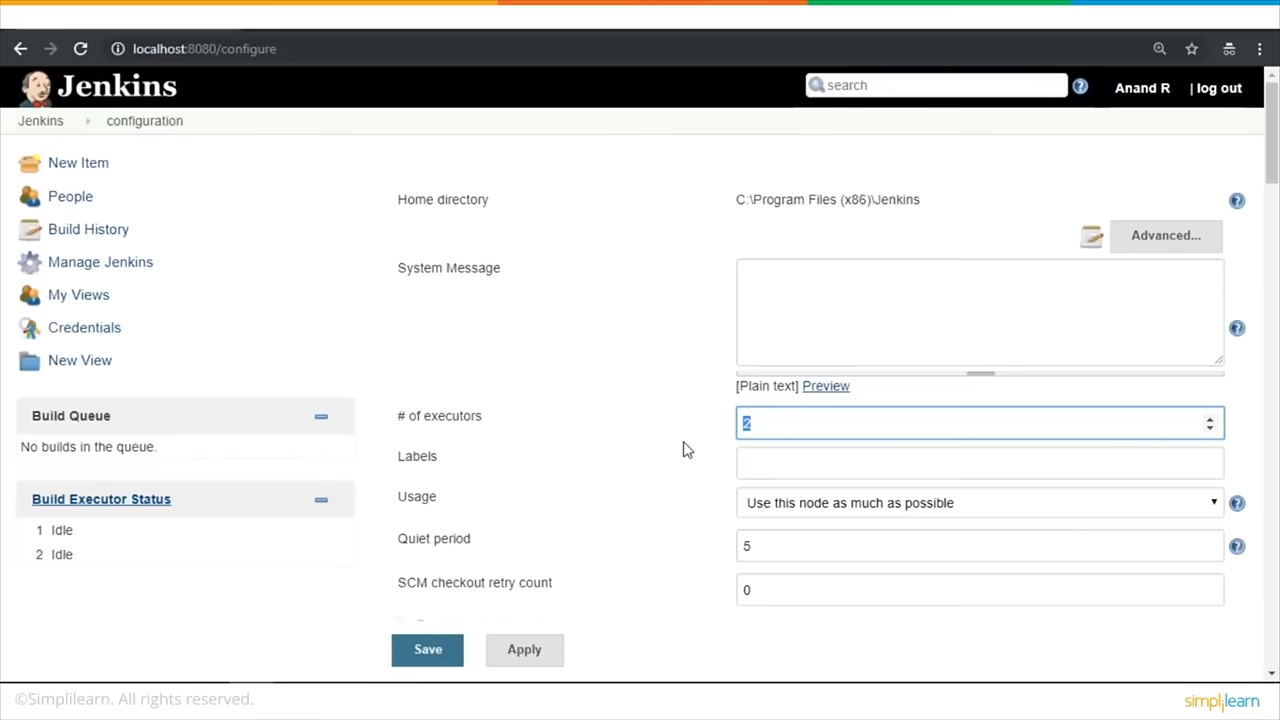 localhost:8080/configure
Jenkins
search
Anand R
| log out
Jenkins
configuration
New Item
People
Build History
Manage Jenkins
My Views
Credentials
New View
Build Queue
No builds in the queue.
Build Executor Status
1 Idle
2 Idle
Home directory
C:\Program Files (x86)\Jenkins
Advanced...
System Message
[Plain text] Preview
# of executors
2
Labels
Usage
Use this node as much as possible
Quiet period
5
SCM checkout retry count
0
Save
Apply
©Simplilearn. All rights reserved.
simplilearn